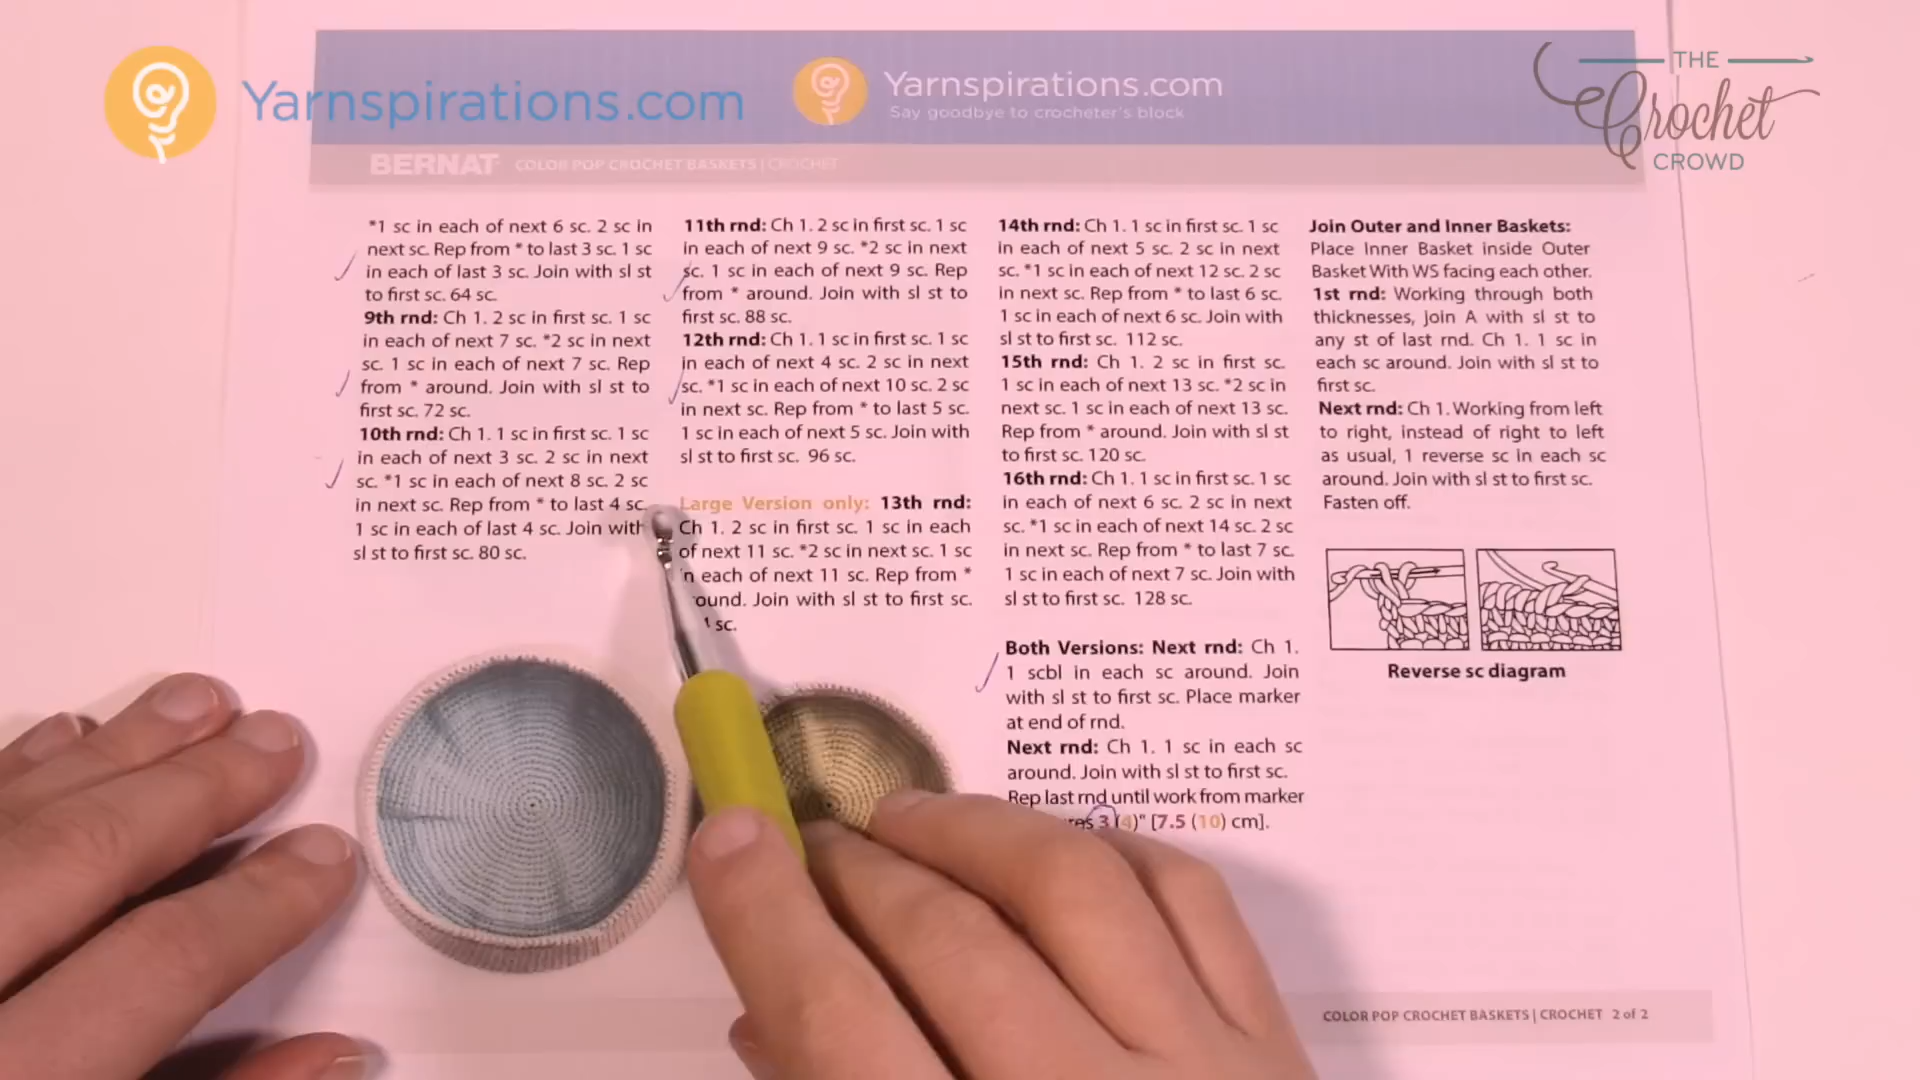 Yarnspirations.com
Yarnspirations.com
Say goodbye to crocheter's block
THE
Crochet
CROWD
BERNAT COLOR POP CROCHET BASKETS | CROCHET
*1 sc in each of next 6 sc. 2 sc in
next sc. Rep from * to last 3 sc. 1 sc
in each of last 3 sc. Join with sl st
to first sc. 64 sc.
9th rnd: Ch 1. 2 sc in first sc. 1 sc
in each of next 7 sc. *2 sc in next
sc. 1 sc in each of next 7 sc. Rep
from * around. Join with sl st to
first sc. 72 sc.
10th rnd: Ch 1. 1 sc in first sc. 1 sc
in each of next 3 sc. 2 sc in next
sc. *1 sc in each of next 8 sc. 2 sc
in next sc. Rep from * to last 4 sc.
1 sc in each of last 4 sc. Join with
sl st to first sc. 80 sc.
11th rnd: Ch 1. 2 sc in first sc. 1 sc
in each of next 9 sc. *2 sc in next
sc. 1 sc in each of next 9 sc. Rep
from * around. Join with sl st to
first sc. 88 sc.
12th rnd: Ch 1. 1 sc in first sc. 1 sc
in each of next 4 sc. 2 sc in next
sc. *1 sc in each of next 10 sc. 2 sc
in next sc. Rep from * to last 5 sc.
1 sc in each of next 5 sc. Join with
sl st to first sc. 96 sc.
Large Version only: 13th rnd:
Ch 1. 2 sc in first sc. 1 sc in each
of next 11 sc. *2 sc in next sc. 1 sc
in each of next 11 sc. Rep from *
around. Join with sl st to first sc.
sc.
14th rnd: Ch 1. 1 sc in first sc. 1 sc
in each of next 5 sc. 2 sc in next
sc. *1 sc in each of next 12 sc. 2 sc
in next sc. Rep from * to last 6 sc.
1 sc in each of next 6 sc. Join with
sl st to first sc. 112 sc.
15th rnd: Ch 1. 2 sc in first sc.
1 sc in each of next 13 sc. *2 sc in
next sc. 1 sc in each of next 13 sc.
Rep from * around. Join with sl st
to first sc. 120 sc.
16th rnd: Ch 1. 1 sc in first sc. 1 sc
in each of next 6 sc. 2 sc in next
sc. *1 sc in each of next 14 sc. 2 sc
in next sc. Rep from * to last 7 sc.
1 sc in each of next 7 sc. Join with
sl st to first sc. 128 sc.
Both Versions: Next rnd: Ch 1.
1 scbl in each sc around. Join
with sl st to first sc. Place marker
at end of rnd.
Next rnd: Ch 1. 1 sc in each sc
around. Join with sl st to first sc.
Rep last rnd until work from marker
3 (4)" [7.5 (10) cm].
Join Outer and Inner Baskets:
Place Inner Basket inside Outer
Basket With WS facing each other.
1st rnd: Working through both
thicknesses, join A with sl st to
any st of last rnd. Ch 1. 1 sc in
each sc around. Join with sl st to
first sc.
Next rnd: Ch 1. Working from left
to right, instead of right to left
as usual, 1 reverse sc in each sc
around. Join with sl st to first sc.
Fasten off.
Reverse sc diagram
COLOR POP CROCHET BASKETS | CROCHET 2 of 2